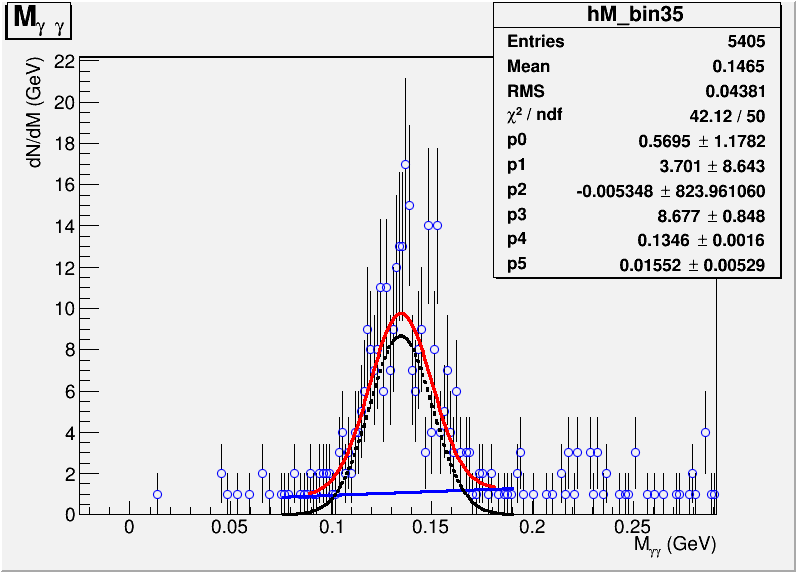 Mγ γ
hM_bin35
Entries 5405
Mean 0.1465
RMS 0.04381
χ² / ndf 42.12 / 50
p0 0.5695 ± 1.1782
p1 3.701 ± 8.643
p2 -0.005348 ± 823.961060
p3 8.677 ± 0.848
p4 0.1346 ± 0.0016
p5 0.01552 ± 0.00529
dN/dM (GeV)
22
20
18
16
14
12
10
8
6
4
2
0
0 0.05 0.1 0.15 0.2 0.25
Mγγ (GeV)